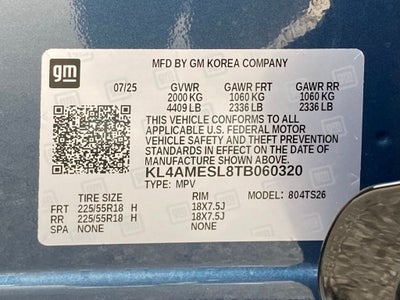 gm
MFD BY GM KOREA COMPANY
07/25 GVWR GAWR FRT GAWR RR
2000 KG 1060 KG 1060 KG
4409 LB 2336 LB 2336 LB
THIS VEHICLE CONFORMS TO ALL
APPLICABLE U.S. FEDERAL MOTOR
VEHICLE SAFETY AND THEFT PREVENTION
STANDARDS IN EFFECT ON THE DATE OF
MANUFACTURE SHOWN ABOVE.
KL4AMESL8TB060320
TYPE: MPV MODEL: 804TS26
TIRE SIZE RIM
FRT 225/55R18 H 18X7.5J
RR 225/55R18 H 18X7.5J
SPA NONE NONE